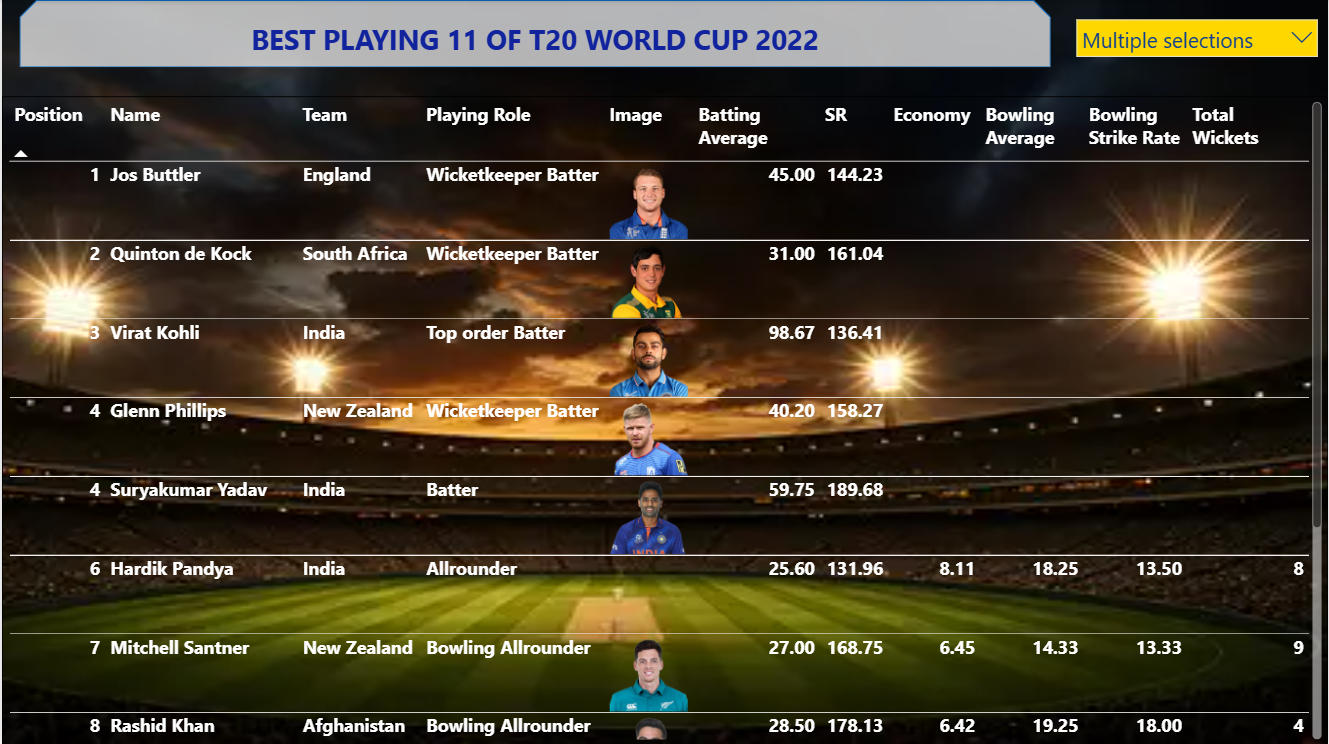 BEST PLAYING 11 OF T20 WORLD CUP 2022
Multiple selections
Position Name Team Playing Role Image Batting Average SR Economy Bowling Average Bowling Strike Rate Total Wickets
1 Jos Buttler England Wicketkeeper Batter 45.00 144.23
2 Quinton de Kock South Africa Wicketkeeper Batter 31.00 161.04
3 Virat Kohli India Top order Batter 98.67 136.41
4 Glenn Phillips New Zealand Wicketkeeper Batter 40.20 158.27
4 Suryakumar Yadav India Batter 59.75 189.68
INDIA
6 Hardik Pandya India Allrounder 25.60 131.96 8.11 18.25 13.50 8
7 Mitchell Santner New Zealand Bowling Allrounder 27.00 168.75 6.45 14.33 13.33 9
8 Rashid Khan Afghanistan Bowling Allrounder 28.50 178.13 6.42 19.25 18.00 4